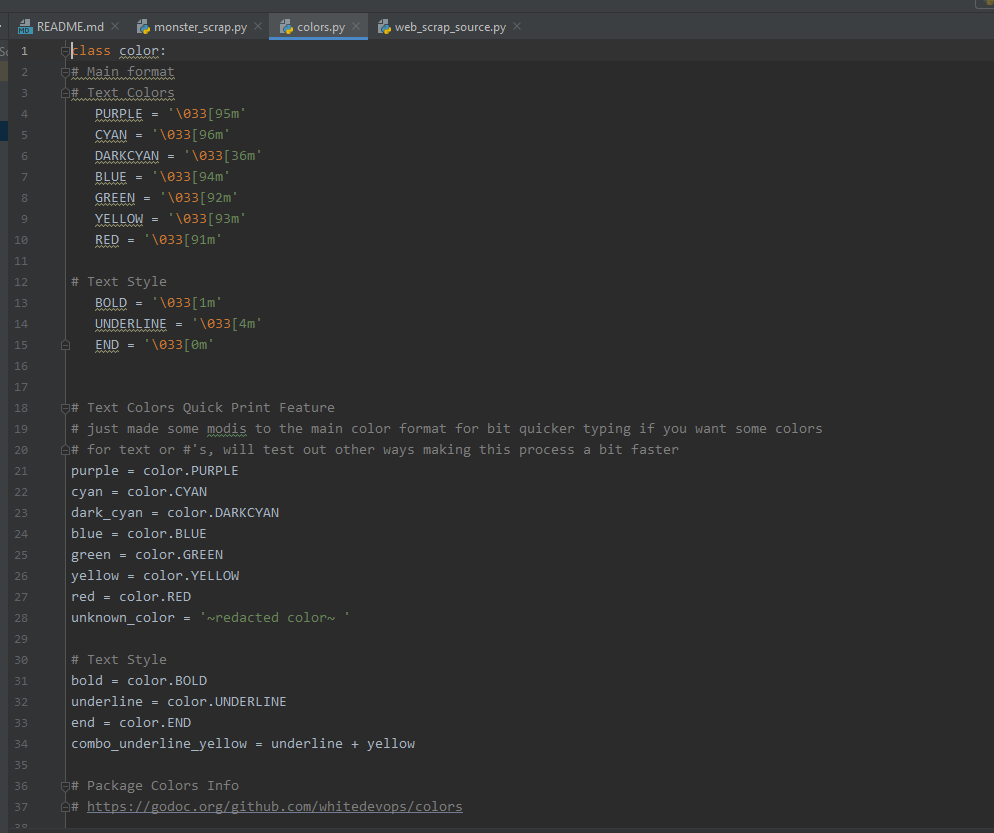 README.md monster_scrap.py colors.py web_scrap_source.py
1 class color:
2 # Main format
3 # Text Colors
4 PURPLE = '\033[95m'
5 CYAN = '\033[96m'
6 DARKCYAN = '\033[36m'
7 BLUE = '\033[94m'
8 GREEN = '\033[92m'
9 YELLOW = '\033[93m'
10 RED = '\033[91m'
11
12 # Text Style
13 BOLD = '\033[1m'
14 UNDERLINE = '\033[4m'
15 END = '\033[0m'
16
17
18 # Text Colors Quick Print Feature
19 # just made some modis to the main color format for bit quicker typing if you want some colors
20 # for text or #'s, will test out other ways making this process a bit faster
21 purple = color.PURPLE
22 cyan = color.CYAN
23 dark_cyan = color.DARKCYAN
24 blue = color.BLUE
25 green = color.GREEN
26 yellow = color.YELLOW
27 red = color.RED
28 unknown_color = '~redacted color~ '
29
30 # Text Style
31 bold = color.BOLD
32 underline = color.UNDERLINE
33 end = color.END
34 combo_underline_yellow = underline + yellow
35
36 # Package Colors Info
37 # https://godoc.org/github.com/whitedevops/colors
38